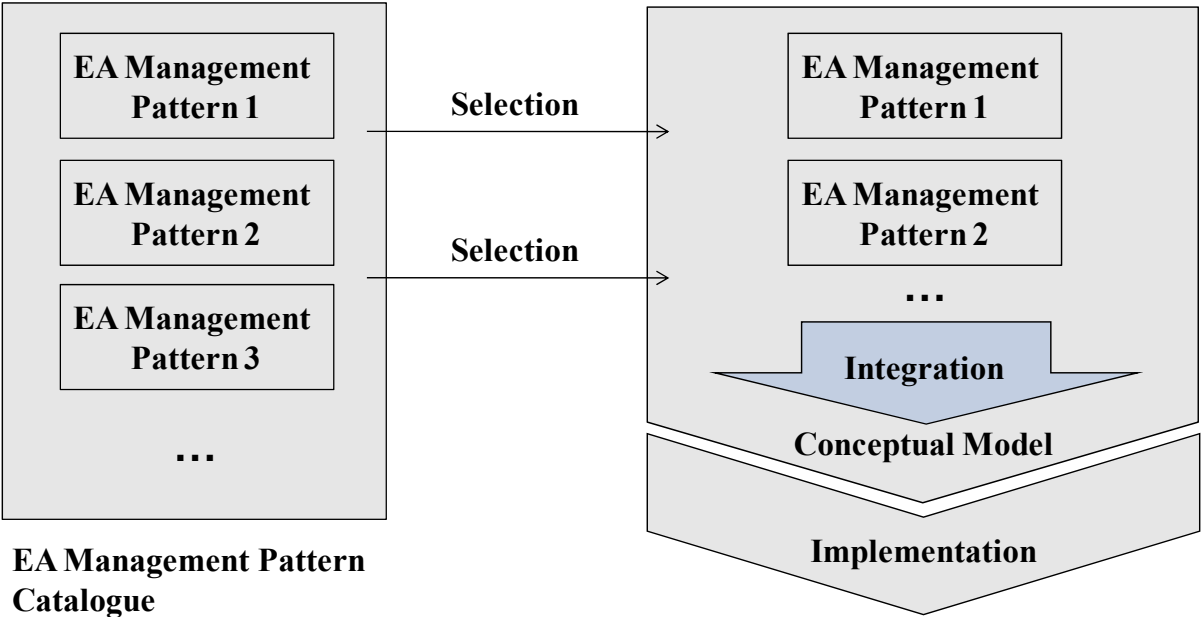 EA Management
Pattern 1
EA Management
Pattern 2
EA Management
Pattern 3
...
EA Management Pattern
Catalogue
Selection
Selection
EA Management
Pattern 1
EA Management
Pattern 2
...
Integration
Conceptual Model
Implementation